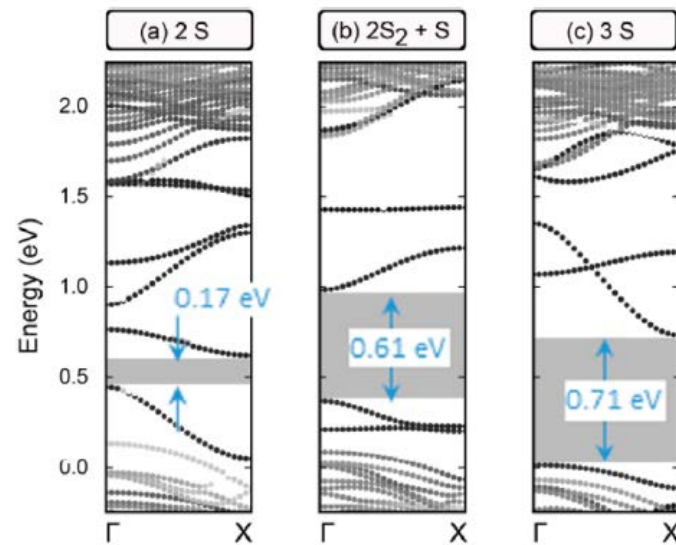 (a) 2 S
(b) 2S₂ + S
(c) 3 S
Energy (eV)
2.0
1.5
1.0
0.5
0.0
0.17 eV
0.61 eV
0.71 eV
Γ X
Γ X
Γ X